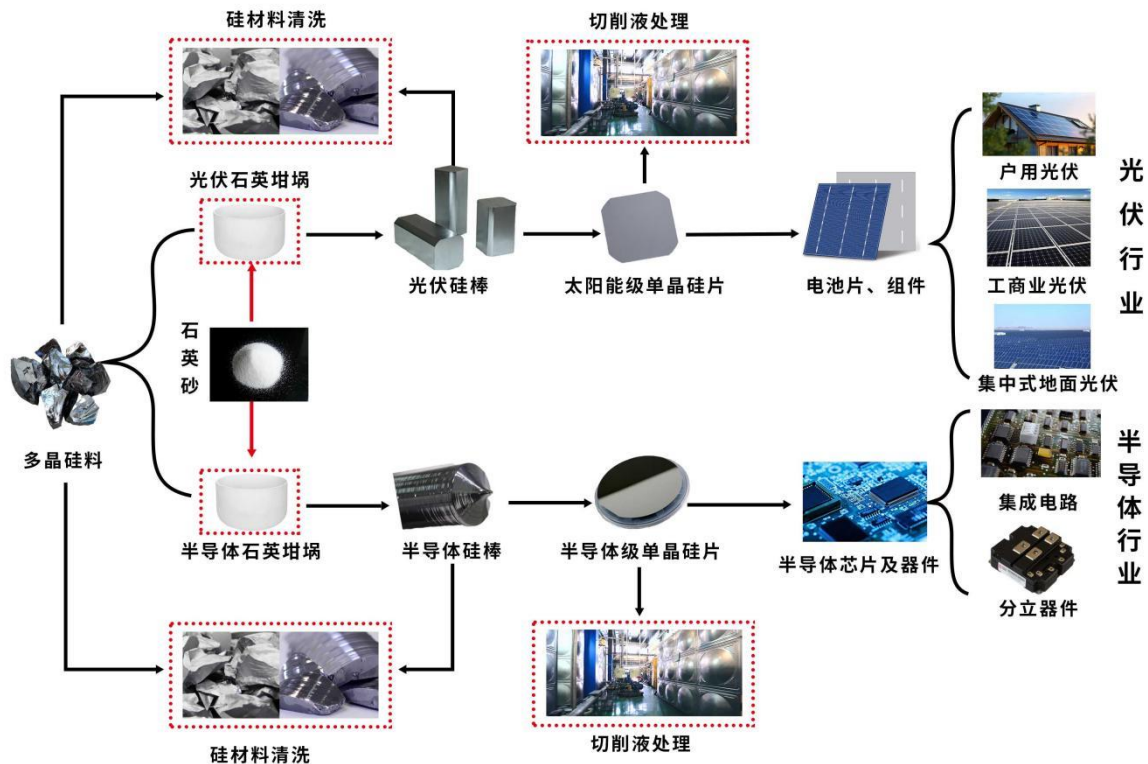 硅材料清洗
切削液处理
光伏石英坩埚
户用光伏
光伏行业
光伏硅棒
太阳能级单晶硅片
电池片、组件
工商业光伏
石英砂
集中式地面光伏
多晶硅料
半导体石英坩埚
半导体硅棒
半导体级单晶硅片
半导体芯片及器件
集成电路
半导体行业
分立器件
硅材料清洗
切削液处理